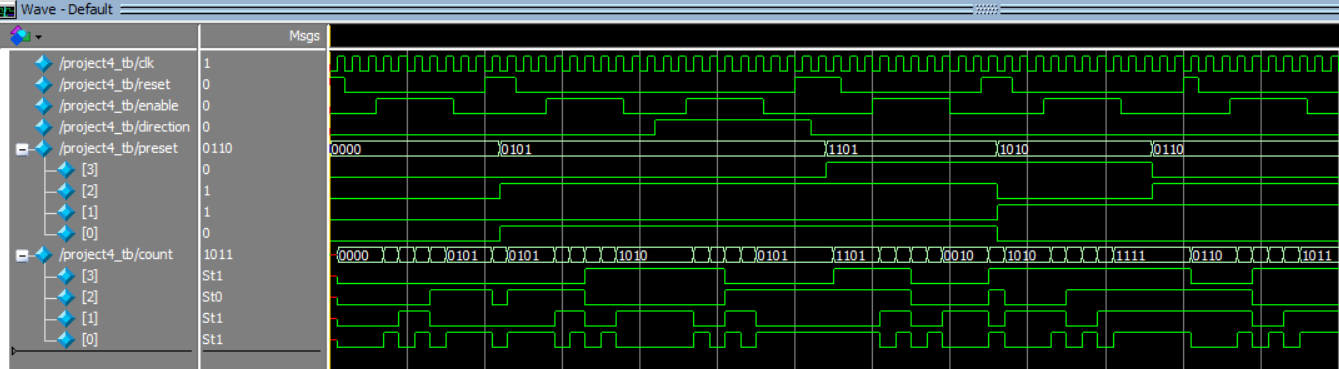 Wave - Default
Msgs
/project4_tb/clk 1
/project4_tb/reset 0
/project4_tb/enable 0
/project4_tb/direction 0
/project4_tb/preset 0110 0000 0101 1101 1010 0110
[3] 0
[2] 1
[1] 1
[0] 0
/project4_tb/count 1011 0000 0101 0101 1010 0101 1101 0010 1010 1111 0110 1011
[3] St1
[2] St0
[1] St1
[0] St1